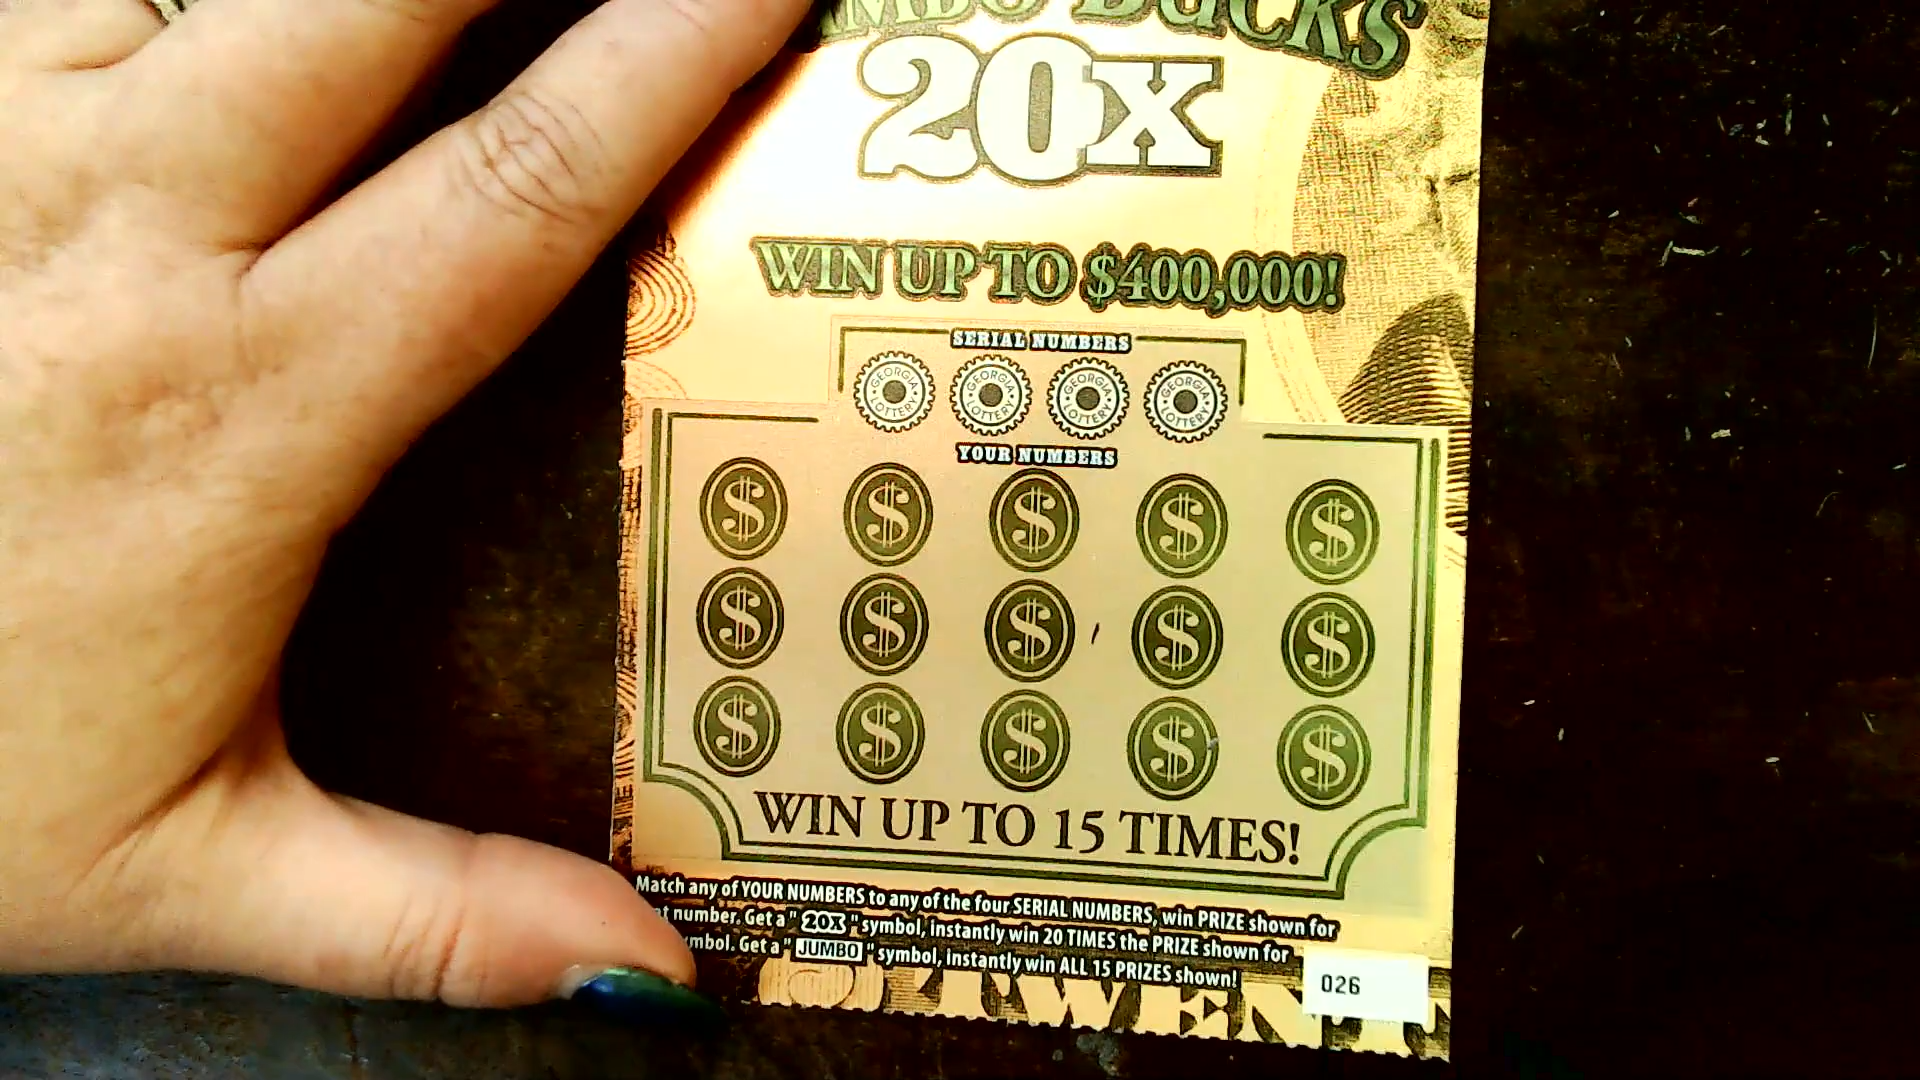 BUCKS
20X
WIN UP TO $400,000!
SERIAL NUMBERS
GEORGIA LOTTERY GEORGIA LOTTERY GEORGIA LOTTERY GEORGIA LOTTERY
YOUR NUMBERS
$ $ $ $ $
$ $ $ $ $
$ $ $ $ $
WIN UP TO 15 TIMES!
Match any of YOUR NUMBERS to any of the four SERIAL NUMBERS, win PRIZE shown for
number. Get a "20X" symbol, instantly win 20 TIMES the PRIZE shown for
Get a "JUMBO" symbol, instantly win ALL 15 PRIZES shown!
026